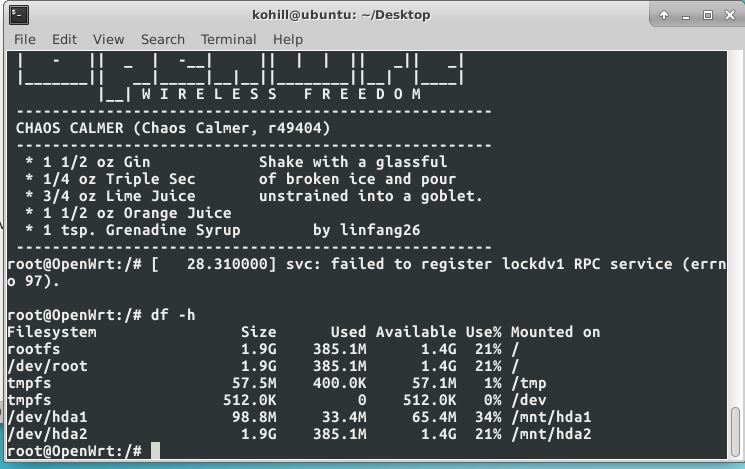 kohill@ubuntu: ~/Desktop
File Edit View Search Terminal Help
|__| W I R E L E S S   F R E E D O M
-----------------------------------------------------
CHAOS CALMER (Chaos Calmer, r49404)
-----------------------------------------------------
* 1 1/2 oz Gin            Shake with a glassful
* 1/4 oz Triple Sec       of broken ice and pour
* 3/4 oz Lime Juice       unstrained into a goblet.
* 1 1/2 oz Orange Juice
* 1 tsp. Grenadine Syrup        by linfang26
-----------------------------------------------------
root@OpenWrt:/# [   28.310000] svc: failed to register lockdv1 RPC service (errn
o 97).
root@OpenWrt:/# df -h
Filesystem                Size      Used Available Use% Mounted on
rootfs                    1.9G    385.1M      1.4G  21% /
/dev/root                 1.9G    385.1M      1.4G  21% /
tmpfs                    57.5M    400.0K     57.1M   1% /tmp
tmpfs                   512.0K         0    512.0K   0% /dev
/dev/hda1                98.8M     33.4M     65.4M  34% /mnt/hda1
/dev/hda2                 1.9G    385.1M      1.4G  21% /mnt/hda2
root@OpenWrt:/#